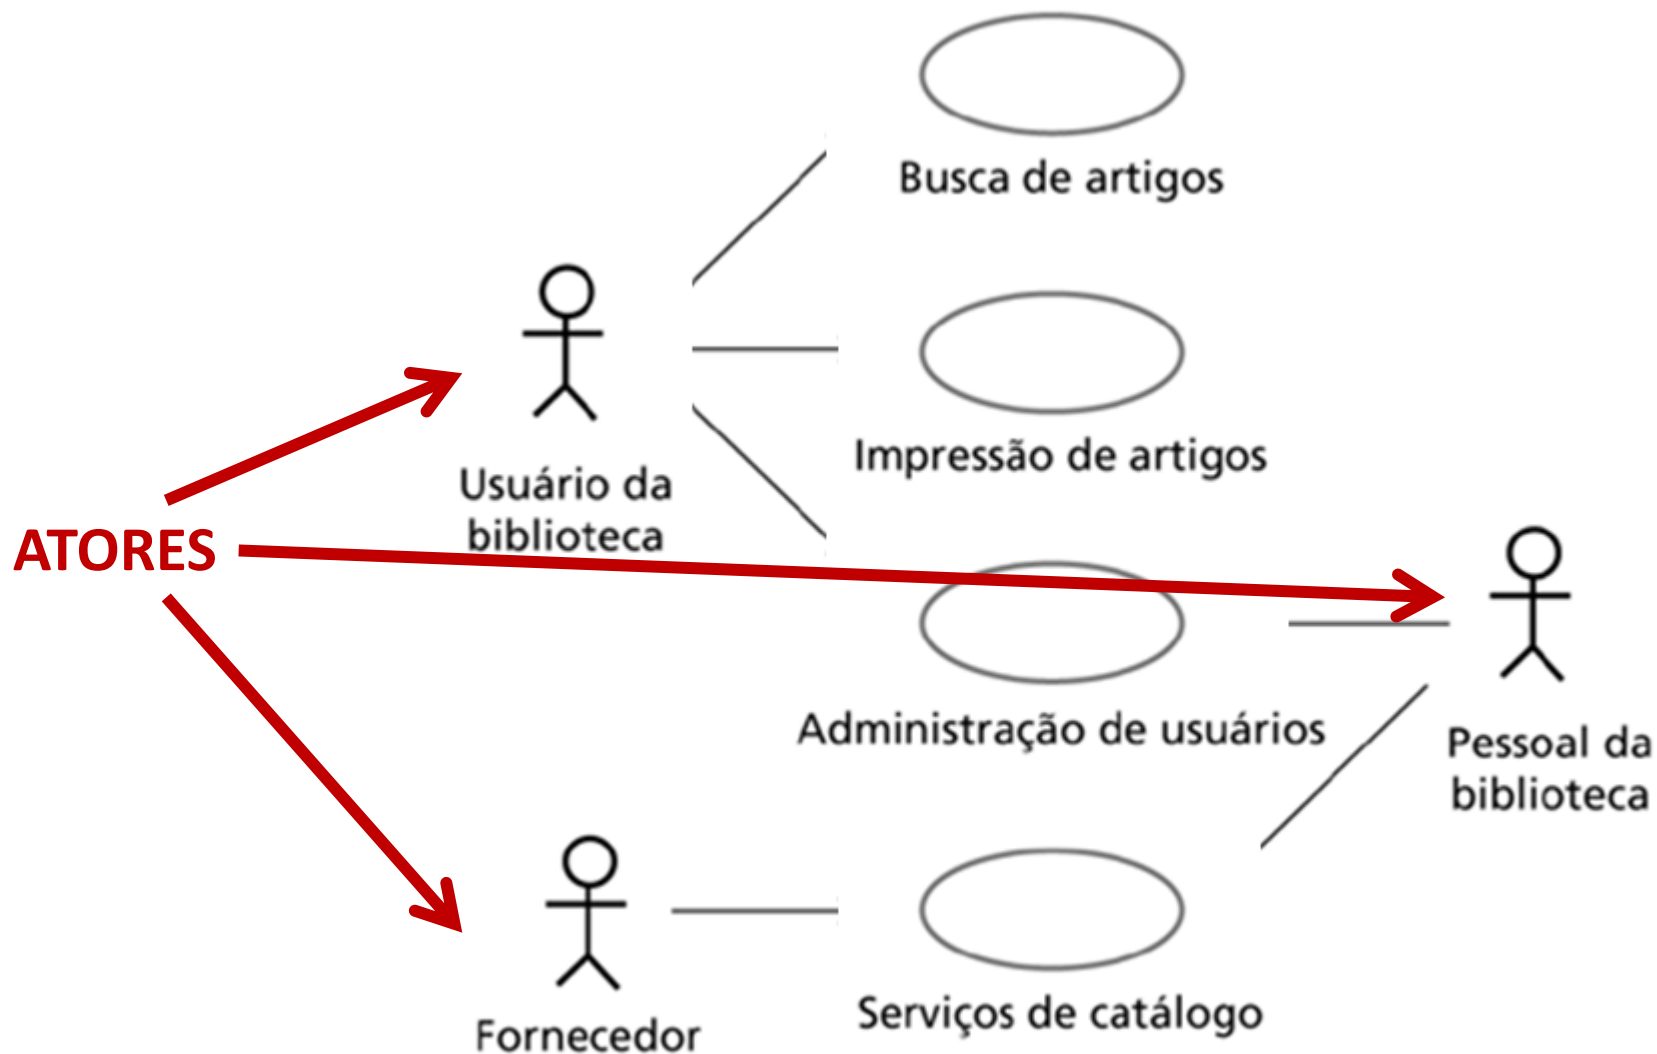 Busca de artigos
Impressão de artigos
Usuário da
biblioteca
ATORES
Administração de usuários
Pessoal da
biblioteca
Serviços de catálogo
Fornecedor